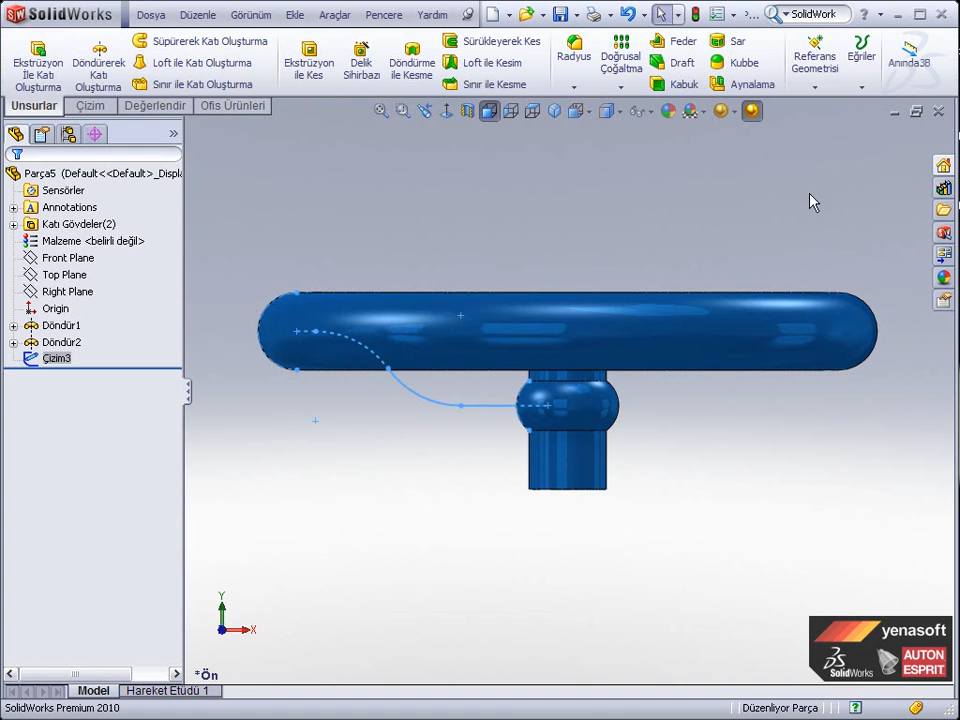 SolidWorks
Dosya Düzenle Görünüm Ekle Araçlar Pencere Yardım
SolidWork
Ekstrüzyon İle Katı Oluşturma
Döndürerek Katı Oluşturma
Süpürerek Katı Oluşturma
Loft ile Katı Oluşturma
Sınır ile Katı Oluşturma
Ekstrüzyon ile Kes
Delik Sihirbazı
Döndürme ile Kesme
Sürükleyerek Kes
Loft ile Kesim
Sınır ile Kesme
Radyus
Doğrusal Çoğaltma
Feder
Draft
Kabuk
Sar
Kubbe
Aynalama
Referans Geometrisi
Eğriler
Anında3B
Unsurlar Çizim Değerlendir Ofis Ürünleri
Parça5 (Default<<Default>_Displa
Sensörler
Annotations
Katı Gövdeler(2)
Malzeme <belirli değil>
Front Plane
Top Plane
Right Plane
Origin
Döndür1
Döndür2
Çizim3
Y
X
*Ön
yenasoft
SolidWorks
AUTON
ESPRIT
Model Hareket Etüdü 1
SolidWorks Premium 2010
Düzenliyor Parça